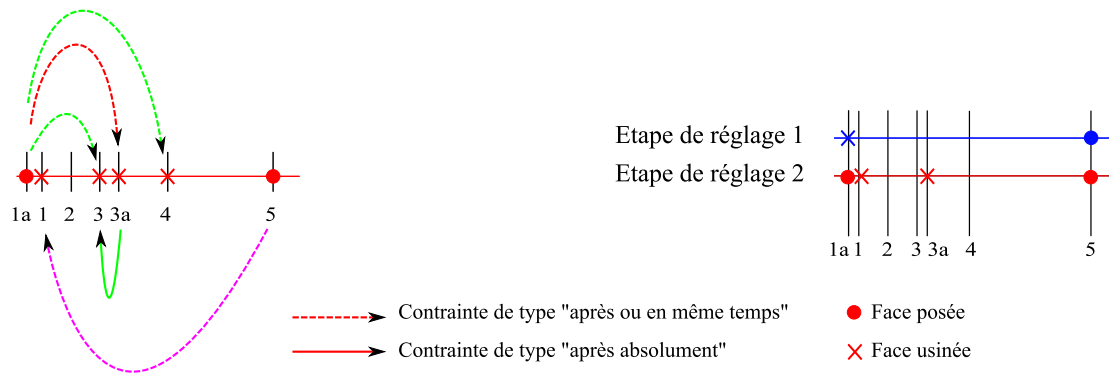 1a 1 2 3 3a 4 5
Etape de réglage 1
Etape de réglage 2
1a 1 2 3 3a 4 5
Contrainte de type "après ou en même temps"
Contrainte de type "après absolument"
Face posée
Face usinée